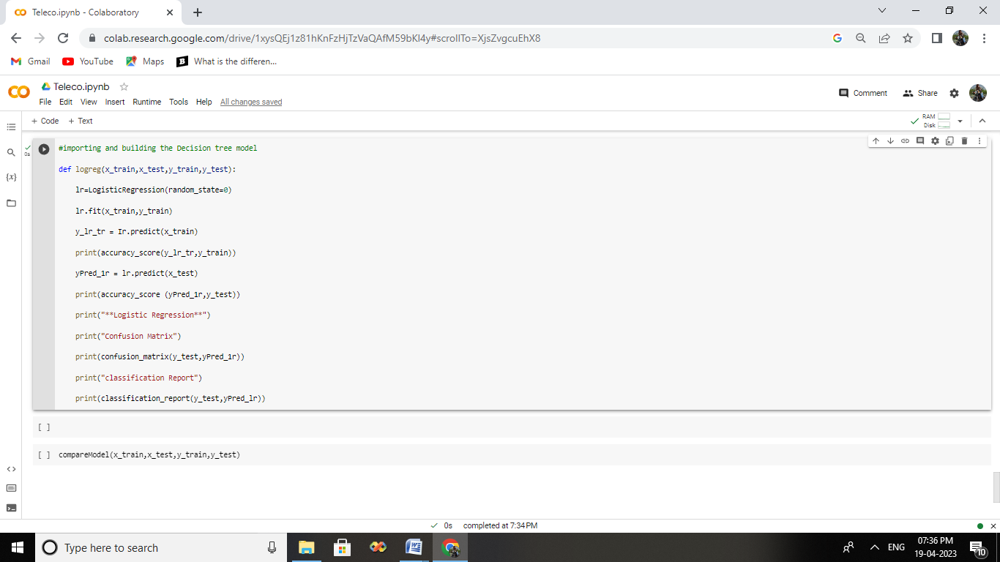 Teleco.ipynb - Colaboratory
colab.research.google.com/drive/1xysQEj1z81hKnFzHjTzVaQAfM59bKl4y#scrollTo=XjsZvgcuEhX8
Gmail YouTube Maps What is the differen...
Teleco.ipynb
File Edit View Insert Runtime Tools Help All changes saved
Comment Share
+ Code + Text
RAM
Disk
0s
#importing and building the Decision tree model
def logreg(x_train,x_test,y_train,y_test):
lr=LogisticRegression(random_state=0)
lr.fit(x_train,y_train)
y_lr_tr = Ir.predict(x_train)
print(accuracy_score(y_lr_tr,y_train))
yPred_1r = lr.predict(x_test)
print(accuracy_score (yPred_1r,y_test))
print("**Logistic Regression**")
print("Confusion Matrix")
print(confusion_matrix(y_test,yPred_1r))
print("classification Report")
print(classification_report(y_test,yPred_lr))
[ ]
[ ] compareModel(x_train,x_test,y_train,y_test)
0s completed at 7:34 PM
Type here to search
ENG
07:36 PM
19-04-2023
10